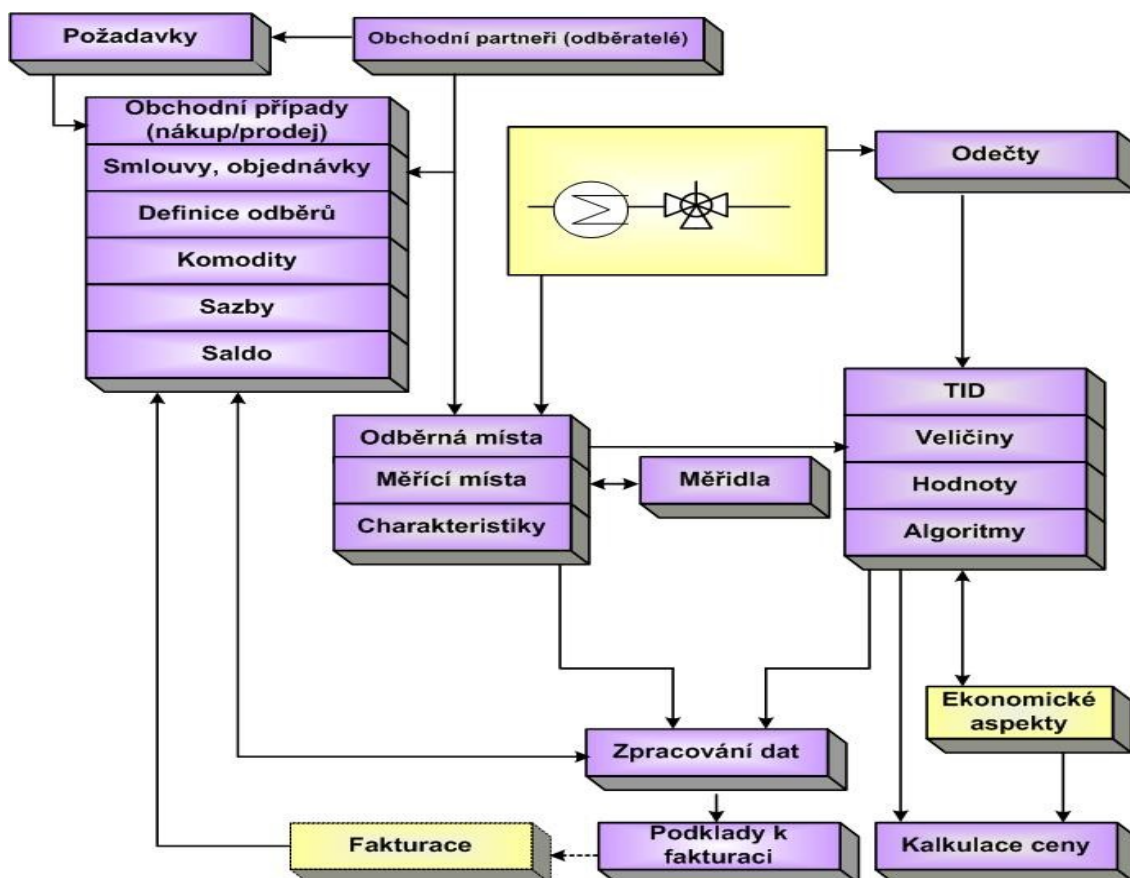 Požadavky
Obchodní partneři (odběratelé)
Obchodní případy
(nákup/prodej)
Smlouvy, objednávky
Definice odběrů
Komodity
Sazby
Saldo
Odečty
TID
Veličiny
Hodnoty
Algoritmy
Odběrná místa
Měřící místa
Charakteristiky
Měřidla
Ekonomické
aspekty
Zpracování dat
Fakturace
Podklady k
fakturaci
Kalkulace ceny